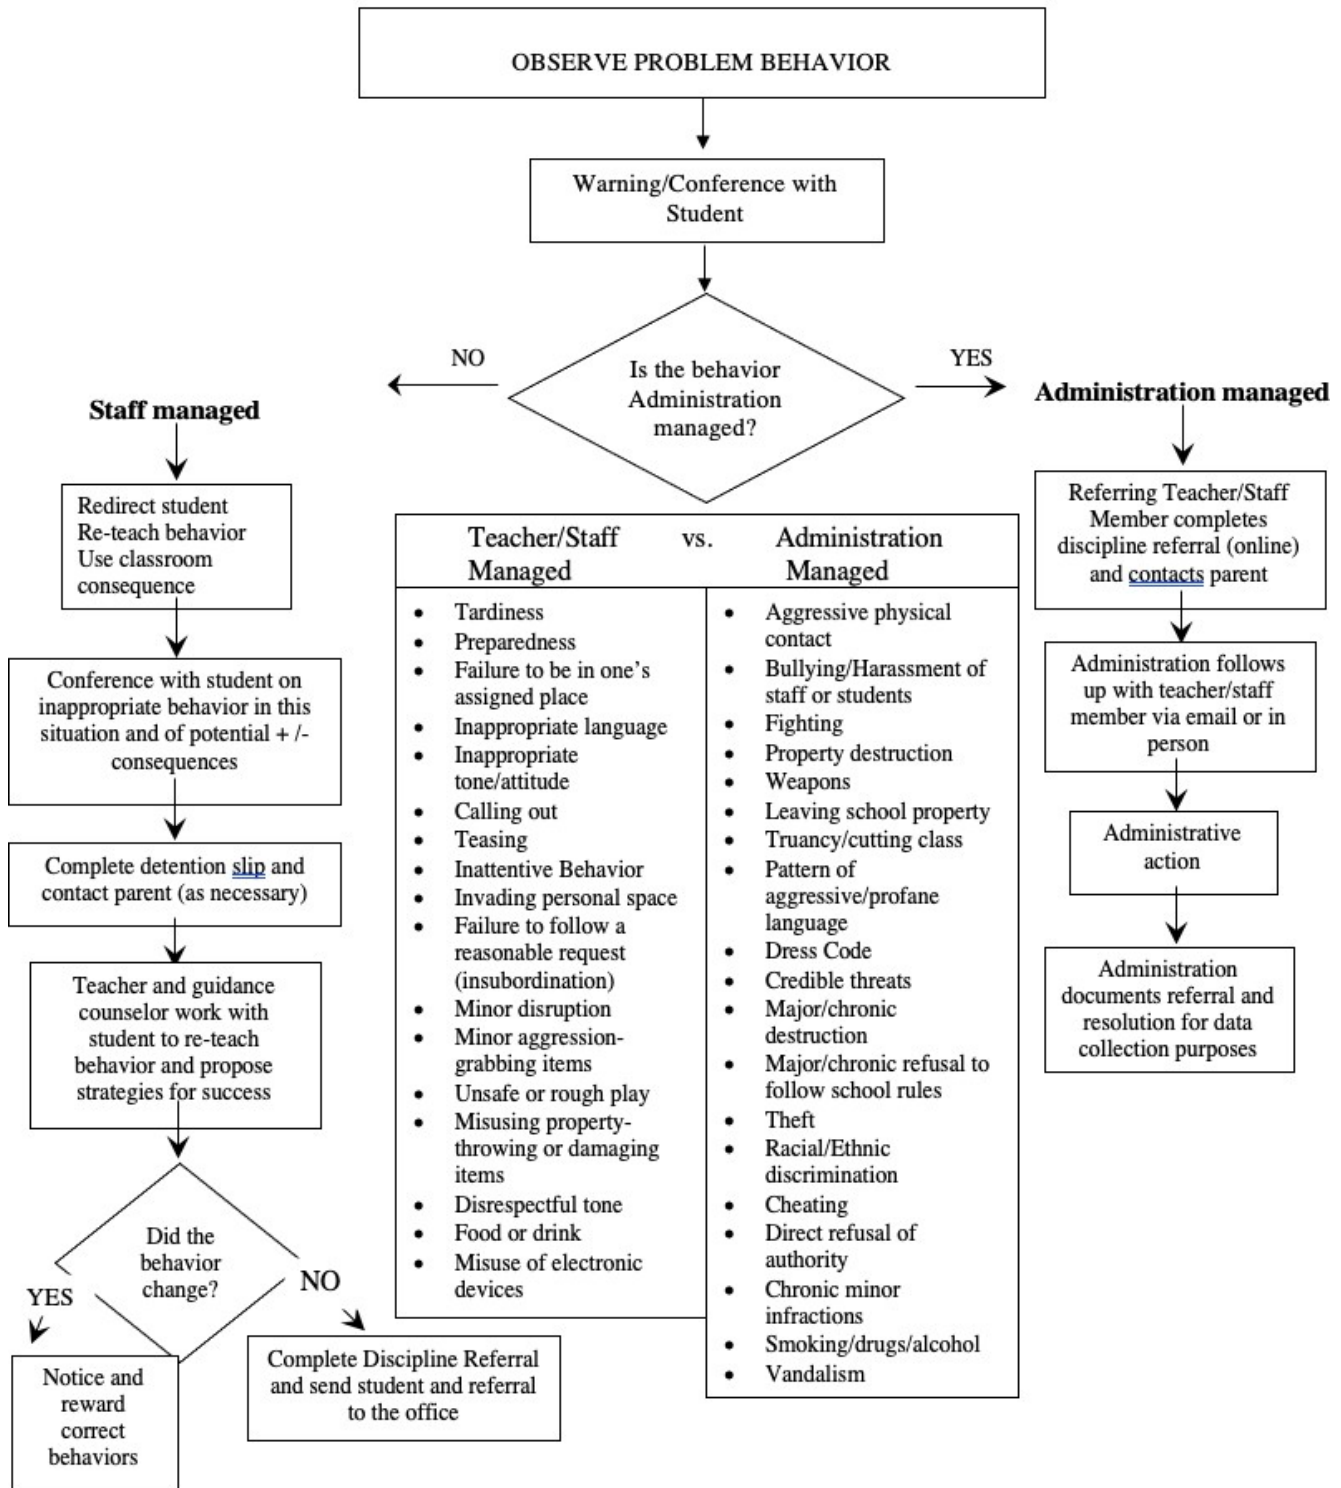 OBSERVE PROBLEM BEHAVIOR
Warning/Conference with
Student
Is the behavior
Administration
managed?
NO
YES
Staff managed
Redirect student
Re-teach behavior
Use classroom
consequence
Conference with student on
inappropriate behavior in this
situation and of potential + /-
consequences
Complete detention slip and
contact parent (as necessary)
Teacher and guidance
counselor work with
student to re-teach
behavior and propose
strategies for success
Did the
behavior
change?
YES
NO
Notice and
reward
correct
behaviors
Complete Discipline Referral
and send student and referral
to the office
Teacher/Staff vs. Administration
Managed Managed
• Tardiness
• Preparedness
• Failure to be in one's
assigned place
• Inappropriate language
• Inappropriate
tone/attitude
• Calling out
• Teasing
• Inattentive Behavior
• Invading personal space
• Failure to follow a
reasonable request
(insubordination)
• Minor disruption
• Minor aggression-
grabbing items
• Unsafe or rough play
• Misusing property-
throwing or damaging
items
• Disrespectful tone
• Food or drink
• Misuse of electronic
devices
• Aggressive physical
contact
• Bullying/Harassment of
staff or students
• Fighting
• Property destruction
• Weapons
• Leaving school property
• Truancy/cutting class
• Pattern of
aggressive/profane
language
• Dress Code
• Credible threats
• Major/chronic
destruction
• Major/chronic refusal to
follow school rules
• Theft
• Racial/Ethnic
discrimination
• Cheating
• Direct refusal of
authority
• Chronic minor
infractions
• Smoking/drugs/alcohol
• Vandalism
Administration managed
Referring Teacher/Staff
Member completes
discipline referral (online)
and contacts parent
Administration follows
up with teacher/staff
member via email or in
person
Administrative
action
Administration
documents referral and
resolution for data
collection purposes